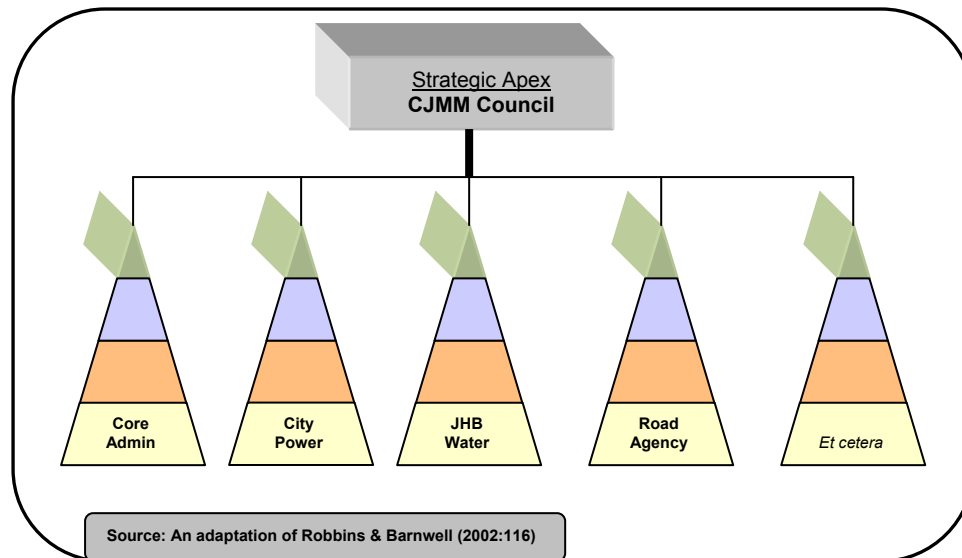 Strategic Apex
CJMM Council
Core
Admin
City
Power
JHB
Water
Road
Agency
Et cetera
Source: An adaptation of Robbins & Barnwell (2002:116)